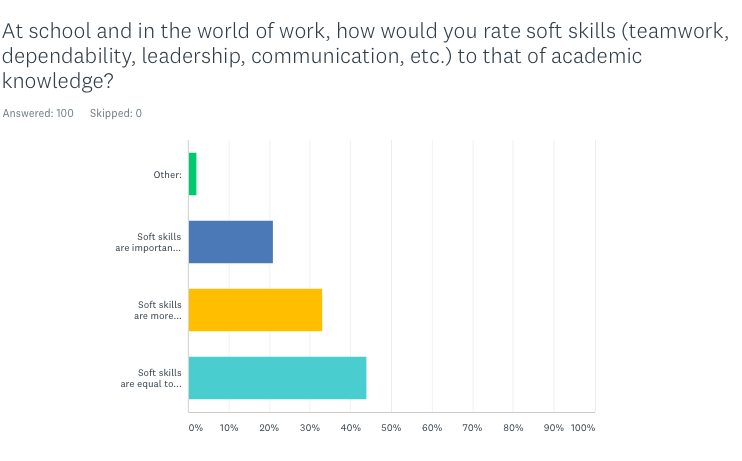 At school and in the world of work, how would you rate soft skills (teamwork,
dependability, leadership, communication, etc.) to that of academic
knowledge?
Answered: 100 Skipped: 0
Other:
Soft skills
are importan...
Soft skills
are more...
Soft skills
are equal to...
0% 10% 20% 30% 40% 50% 60% 70% 80% 90% 100%